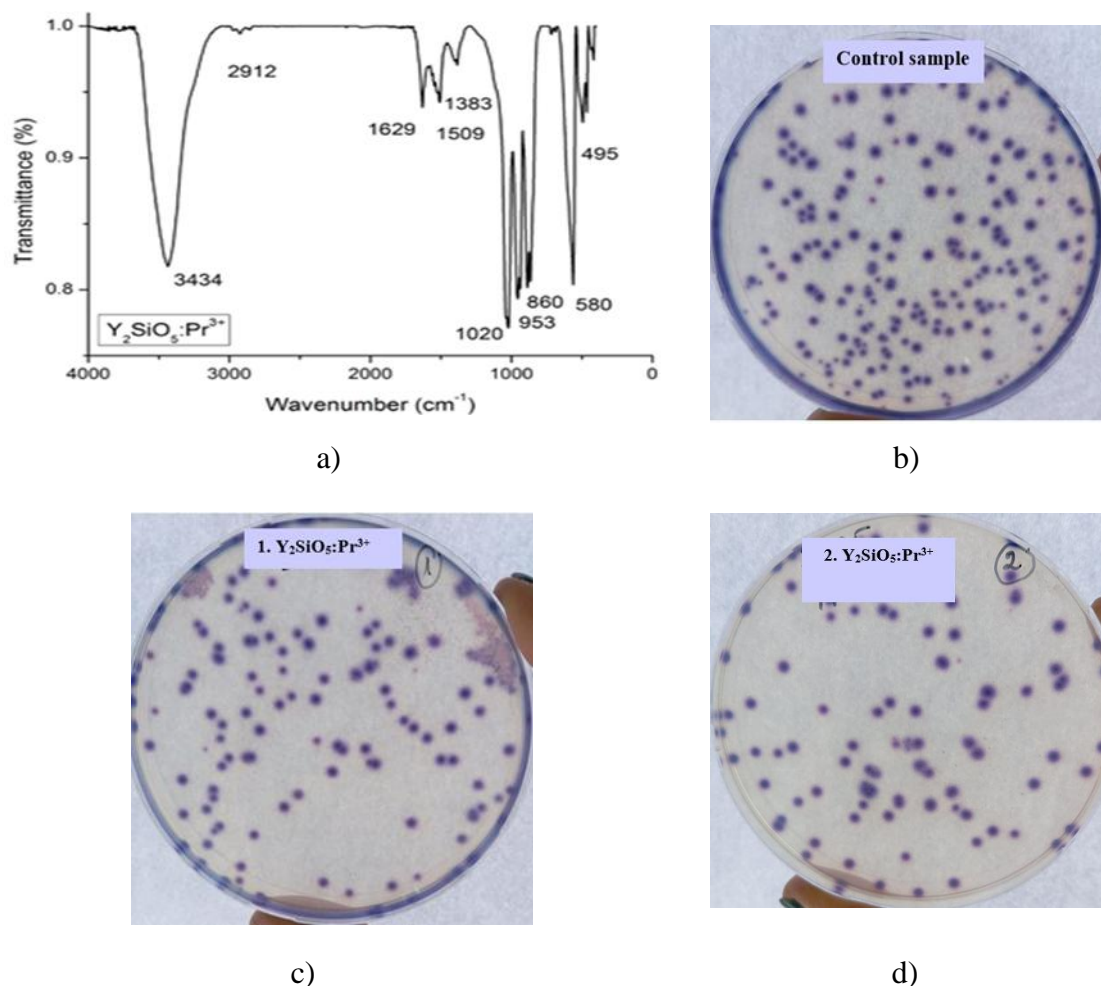 1.0
0.9
0.8
Transmittance (%)
2912
1629
1383
1509
495
3434
1020
953
860
580
Y₂SiO₅:Pr³⁺
4000
3000
2000
1000
0
Wavenumber (cm⁻¹)
a)
Control sample
b)
1. Y₂SiO₅:Pr³⁺
1
c)
2. Y₂SiO₅:Pr³⁺
2
d)